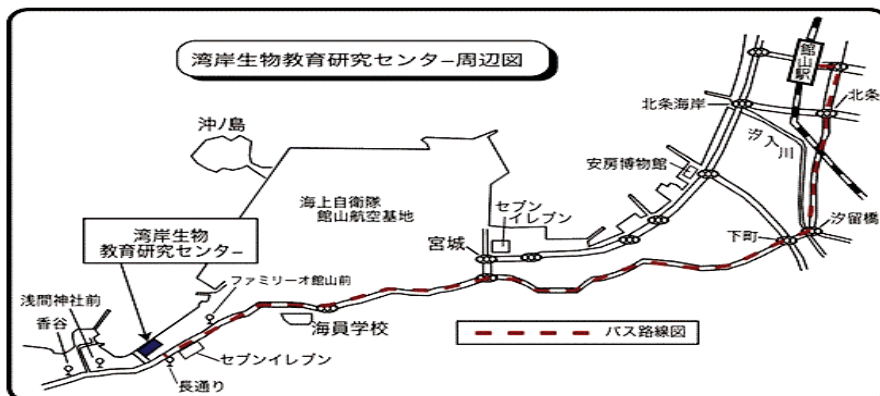 湾岸生物教育研究センター周辺図
館山駅
北条
北条海岸
汐入川
沖ノ島
安房博物館
海上自衛隊
館山航空基地
セブン
イレブン
宮城
下町
汐留橋
湾岸生物
教育研究センター
ファミリーオ館山前
浅間神社前
香谷
海員学校
バス路線図
セブンイレブン
長通り